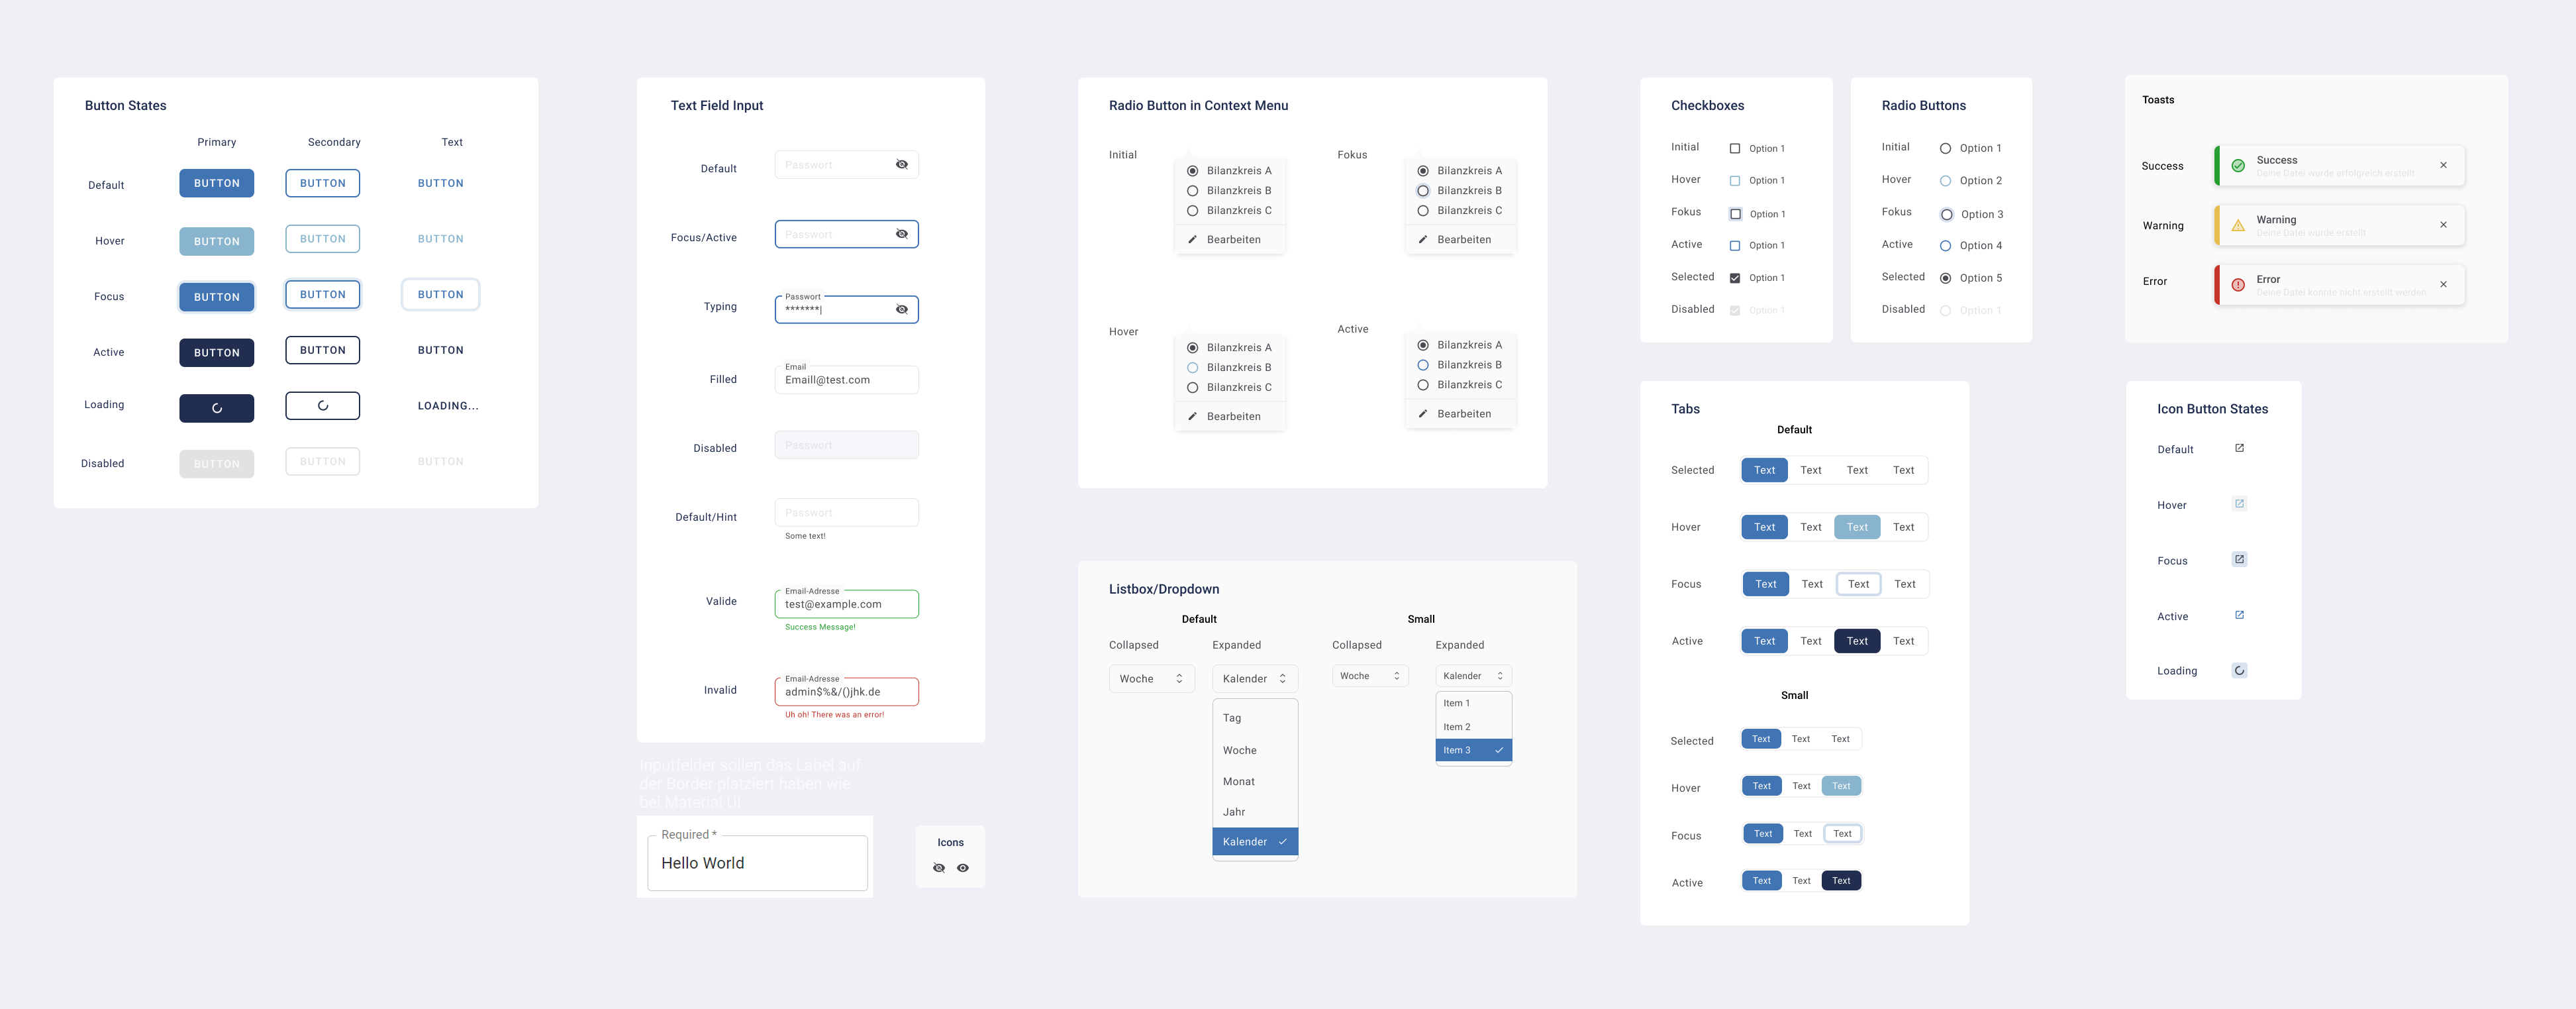 Button States
Primary Secondary Text
Default BUTTON BUTTON BUTTON
Hover BUTTON BUTTON BUTTON
Focus BUTTON BUTTON BUTTON
Active BUTTON BUTTON BUTTON
Loading LOADING...
Disabled BUTTON BUTTON BUTTON
Text Field Input
Default Passwort
Focus/Active Passwort
Passwort
Typing *******|
Email
Filled Emaill@test.com
Disabled Passwort
Default/Hint Passwort
Some text!
Email-Adresse
Valide test@example.com
Success Message!
Email-Adresse
Invalid admin$%&/()jhk.de
Uh oh! There was an error!
Inputfelder sollen das Label auf
der Border platziert haben wie
bei Material UI
Required *
Hello World
Icons
Radio Button in Context Menu
Initial
Bilanzkreis A
Bilanzkreis B
Bilanzkreis C
Bearbeiten
Fokus
Bilanzkreis A
Bilanzkreis B
Bilanzkreis C
Bearbeiten
Hover
Bilanzkreis A
Bilanzkreis B
Bilanzkreis C
Bearbeiten
Active
Bilanzkreis A
Bilanzkreis B
Bilanzkreis C
Bearbeiten
Listbox/Dropdown
Default
Collapsed
Woche
Expanded
Kalender
Tag
Woche
Monat
Jahr
Kalender
Small
Collapsed
Woche
Expanded
Kalender
Item 1
Item 2
Item 3
Checkboxes
Initial Option 1
Hover Option 1
Fokus Option 1
Active Option 1
Selected Option 1
Disabled Option 1
Radio Buttons
Initial Option 1
Hover Option 2
Fokus Option 3
Active Option 4
Selected Option 5
Disabled Option 1
Tabs
Default
Selected Text Text Text Text
Hover Text Text Text Text
Focus Text Text Text Text
Active Text Text Text Text
Small
Selected Text Text Text
Hover Text Text Text
Focus Text Text Text
Active Text Text Text
Toasts
Success
Success
Deine Datei wurde erfolgreich erstellt
Warning
Warning
Deine Datei wurde erstellt
Error
Error
Deine Datei konnte nicht erstellt werden
Icon Button States
Default
Hover
Focus
Active
Loading